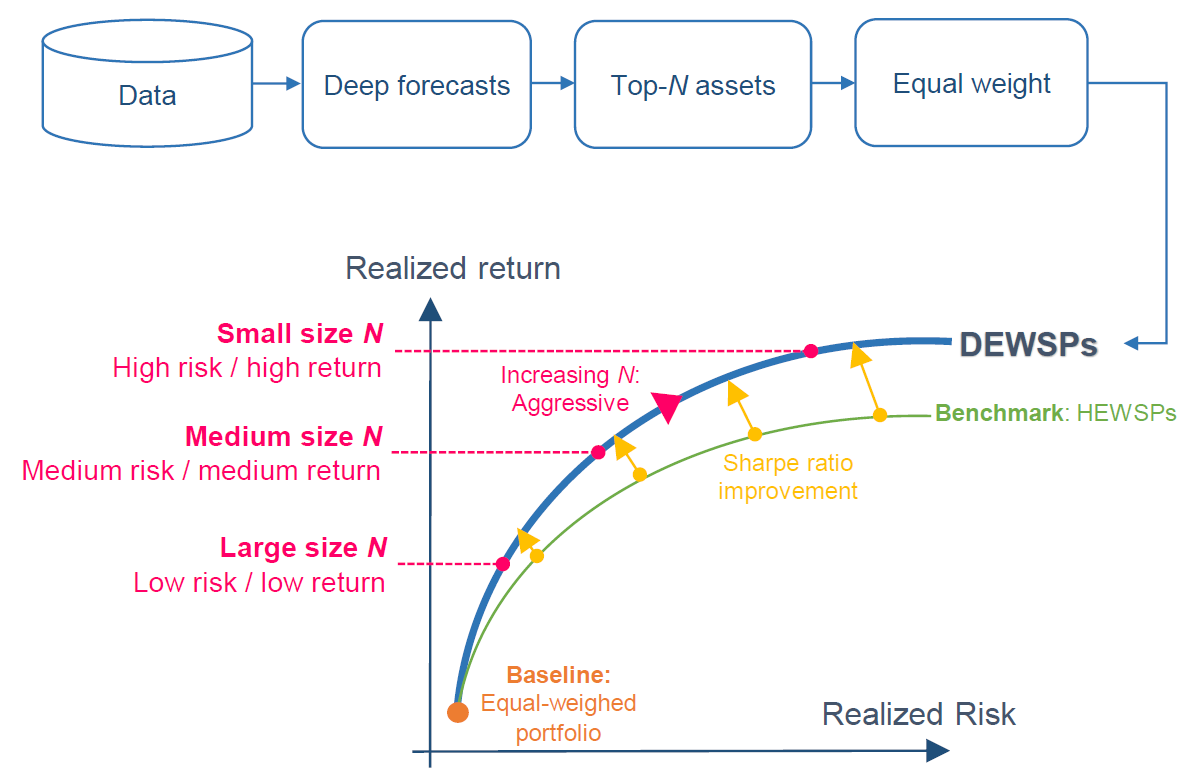 Data
Deep forecasts
Top-N assets
Equal weight
Realized return
Small size N
High risk / high return
Increasing N:
Aggressive
DEWSPs
Benchmark: HEWSPs
Medium size N
Medium risk / medium return
Sharpe ratio
improvement
Large size N
Low risk / low return
Baseline:
Equal-weighed
portfolio
Realized Risk